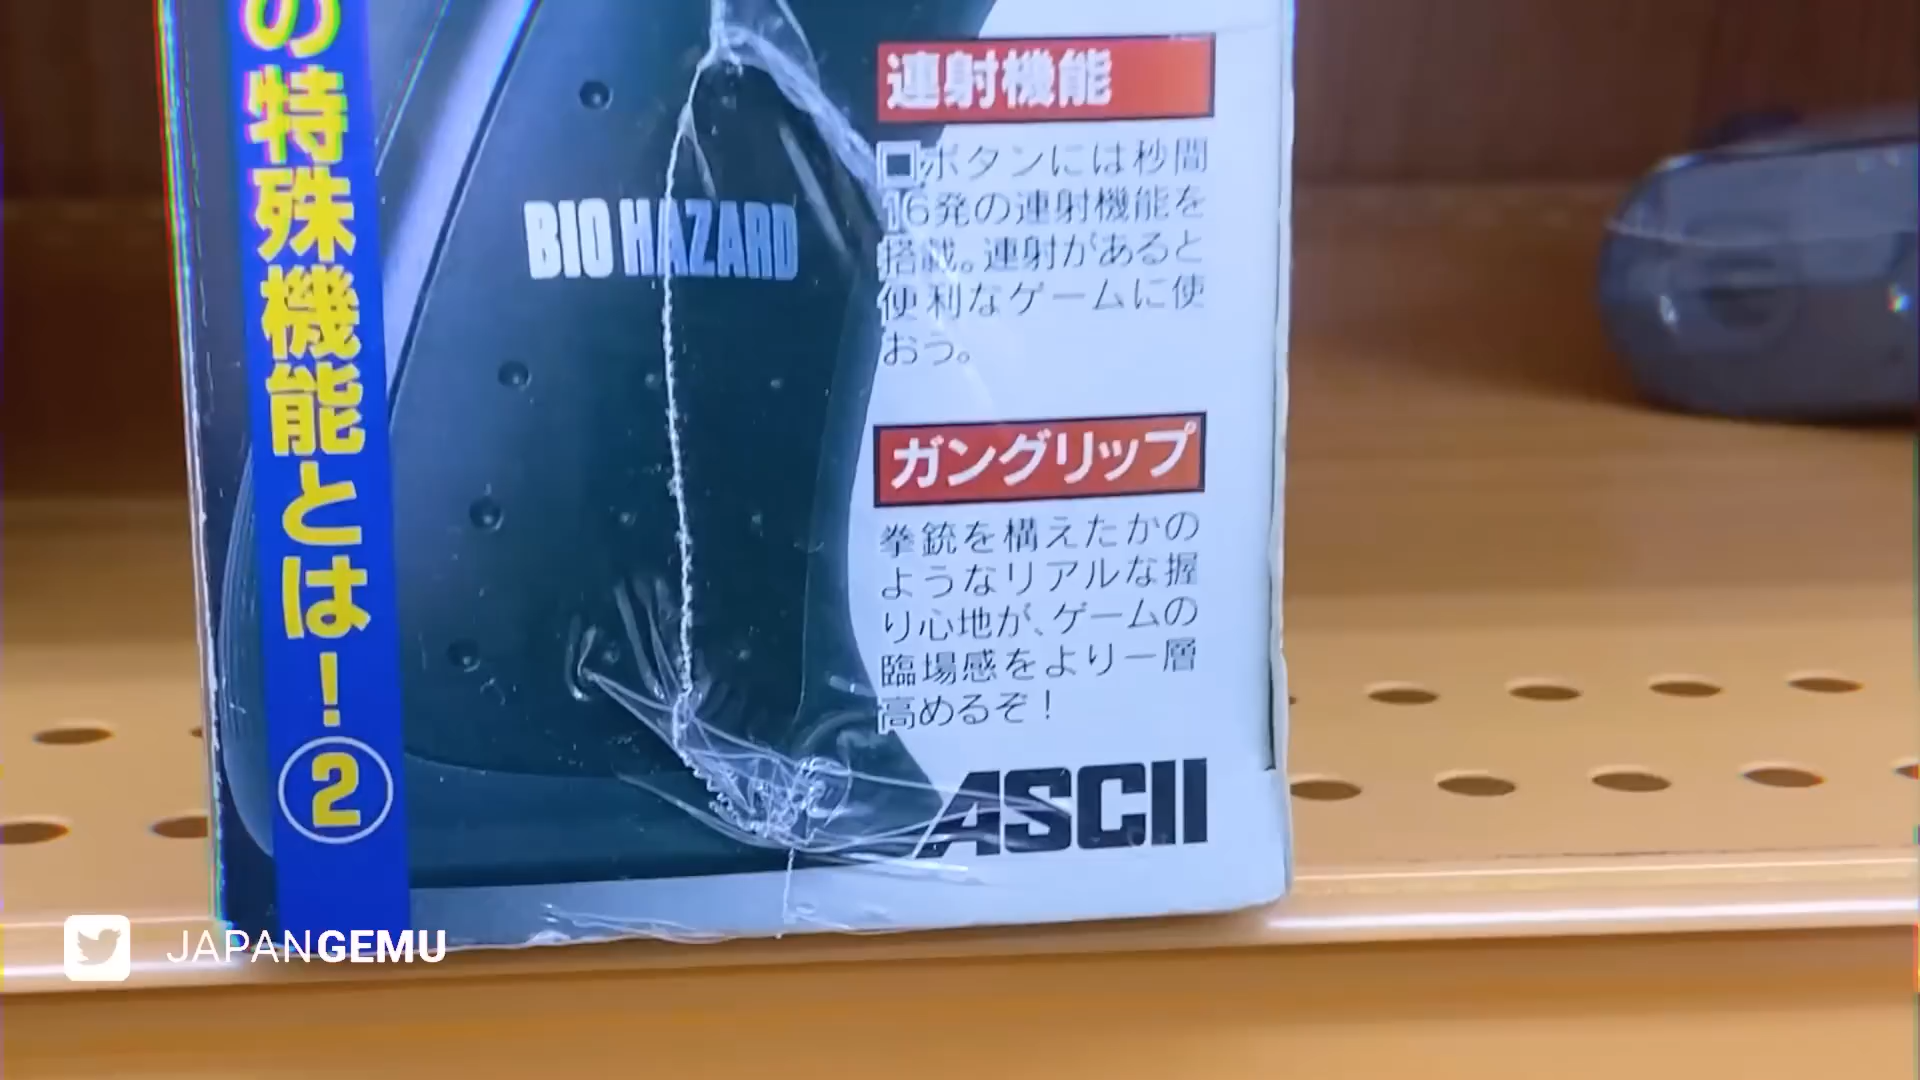 の特殊機能とは!②
BIO HAZARD
連射機能
■ボタンには秒間
16発の連射機能を
搭載。連射があると
便利なゲームに使
おう。
ガングリップ
拳銃を構えたかの
ようなリアルな握
り心地が、ゲームの
臨場感をより一層
高めるぞ!
ASCII
JAPANGEMU